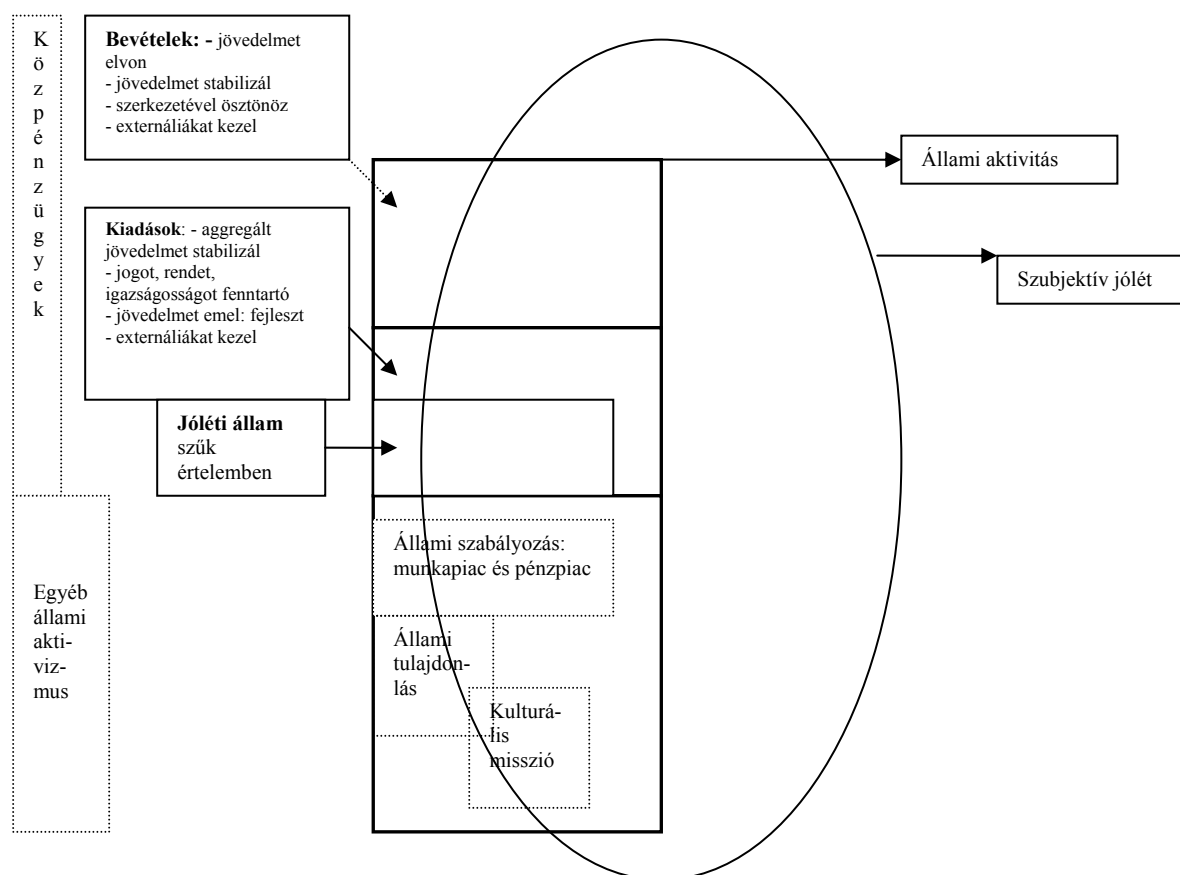 K
ö
z
p
é
n
z
ü
g
y
e
k
Bevételek: - jövedelmet
elvon
- jövedelmet stabilizál
- szerkezetével ösztönöz
- externáliákat kezel
Állami aktivitás
Kiadások: - aggregált
jövedelmet stabilizál
- jogot, rendet,
igazságosságot fenntartó
- jövedelmet emel: fejleszt
- externáliákat kezel
Szubjektív jólét
Jóléti állam
szűk
értelemben
Egyéb
állami
akti-
viz-
mus
Állami szabályozás:
munkapiac és pénzpiac
Állami
tulajdon-
lás
Kulturá-
lis
misszió